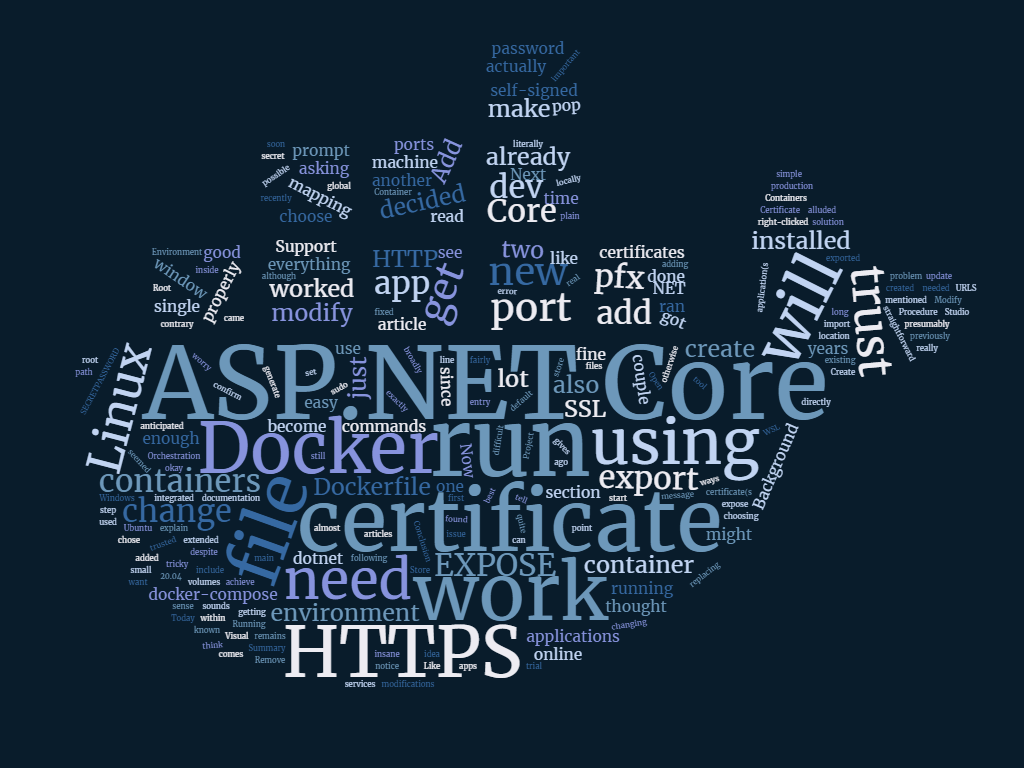 password
actually
important
self-signed
make
pop
soon
secret
prompt
ports
Add
literally
possible
asking
machine
already
Next
mapping
global
another
Container
dev
locally
recently
decided
time
choose
read
Core
plain
simple
production
Containers
Certificate
alluded
right-clicked
solution
installed
Environment
good
Support
HTTP
see
two
like
certificates
inside
everything
although
get
new
adding
window
Root
properly
worked
app
error
real
pfx
done
NET
single
modify
fixed
port
add
ran
got
contrary
came
article
application(s
Will
exported
trust
problem
update
created
needed
URLS
mentioned
Modify
long
Procedure
Studio
import
straightforward
presumably
location
previously
years
really
existing
Create
root
path
SECRETPASSWORD
Linux
ASP.NET Core
worry
use
generate
set
just
broadly
line
since
fairly
lot
store
fine
files
couple
otherwise
create
Open
tool
confirm
sudo
easy
exactly
entry
default
also
SSL
directly
anticipated
enough
become
commands
Docker
run
using
WSL
Background
Orchestration
seemed
okay
still
Now
difficult
Project
gives
ago
containers
file
Dockerfile
one
first
best
tell
section
export
ways
start
message
certificate(s
Windows
integrated
documentation
step
used
change
certificate
expose
choosing
Ubuntu
explain
chose
extended
almost
articles
Conclusion
found
issue
quite
can
point
might
trusted
despite
main
added
tricky
dotnet
following
Store
EXPOSE
container
replacing
small
20.04
include
want
volumes
achieve
need
work
running
docker-compose
thought
sense
sounds
getting
environment
changing
Today
within
Running
known
Visual
remains
HTTPS
applications
think
Summary
comes
Remove
insane
idea
online
notice
Like
apps
trial
services
modifications